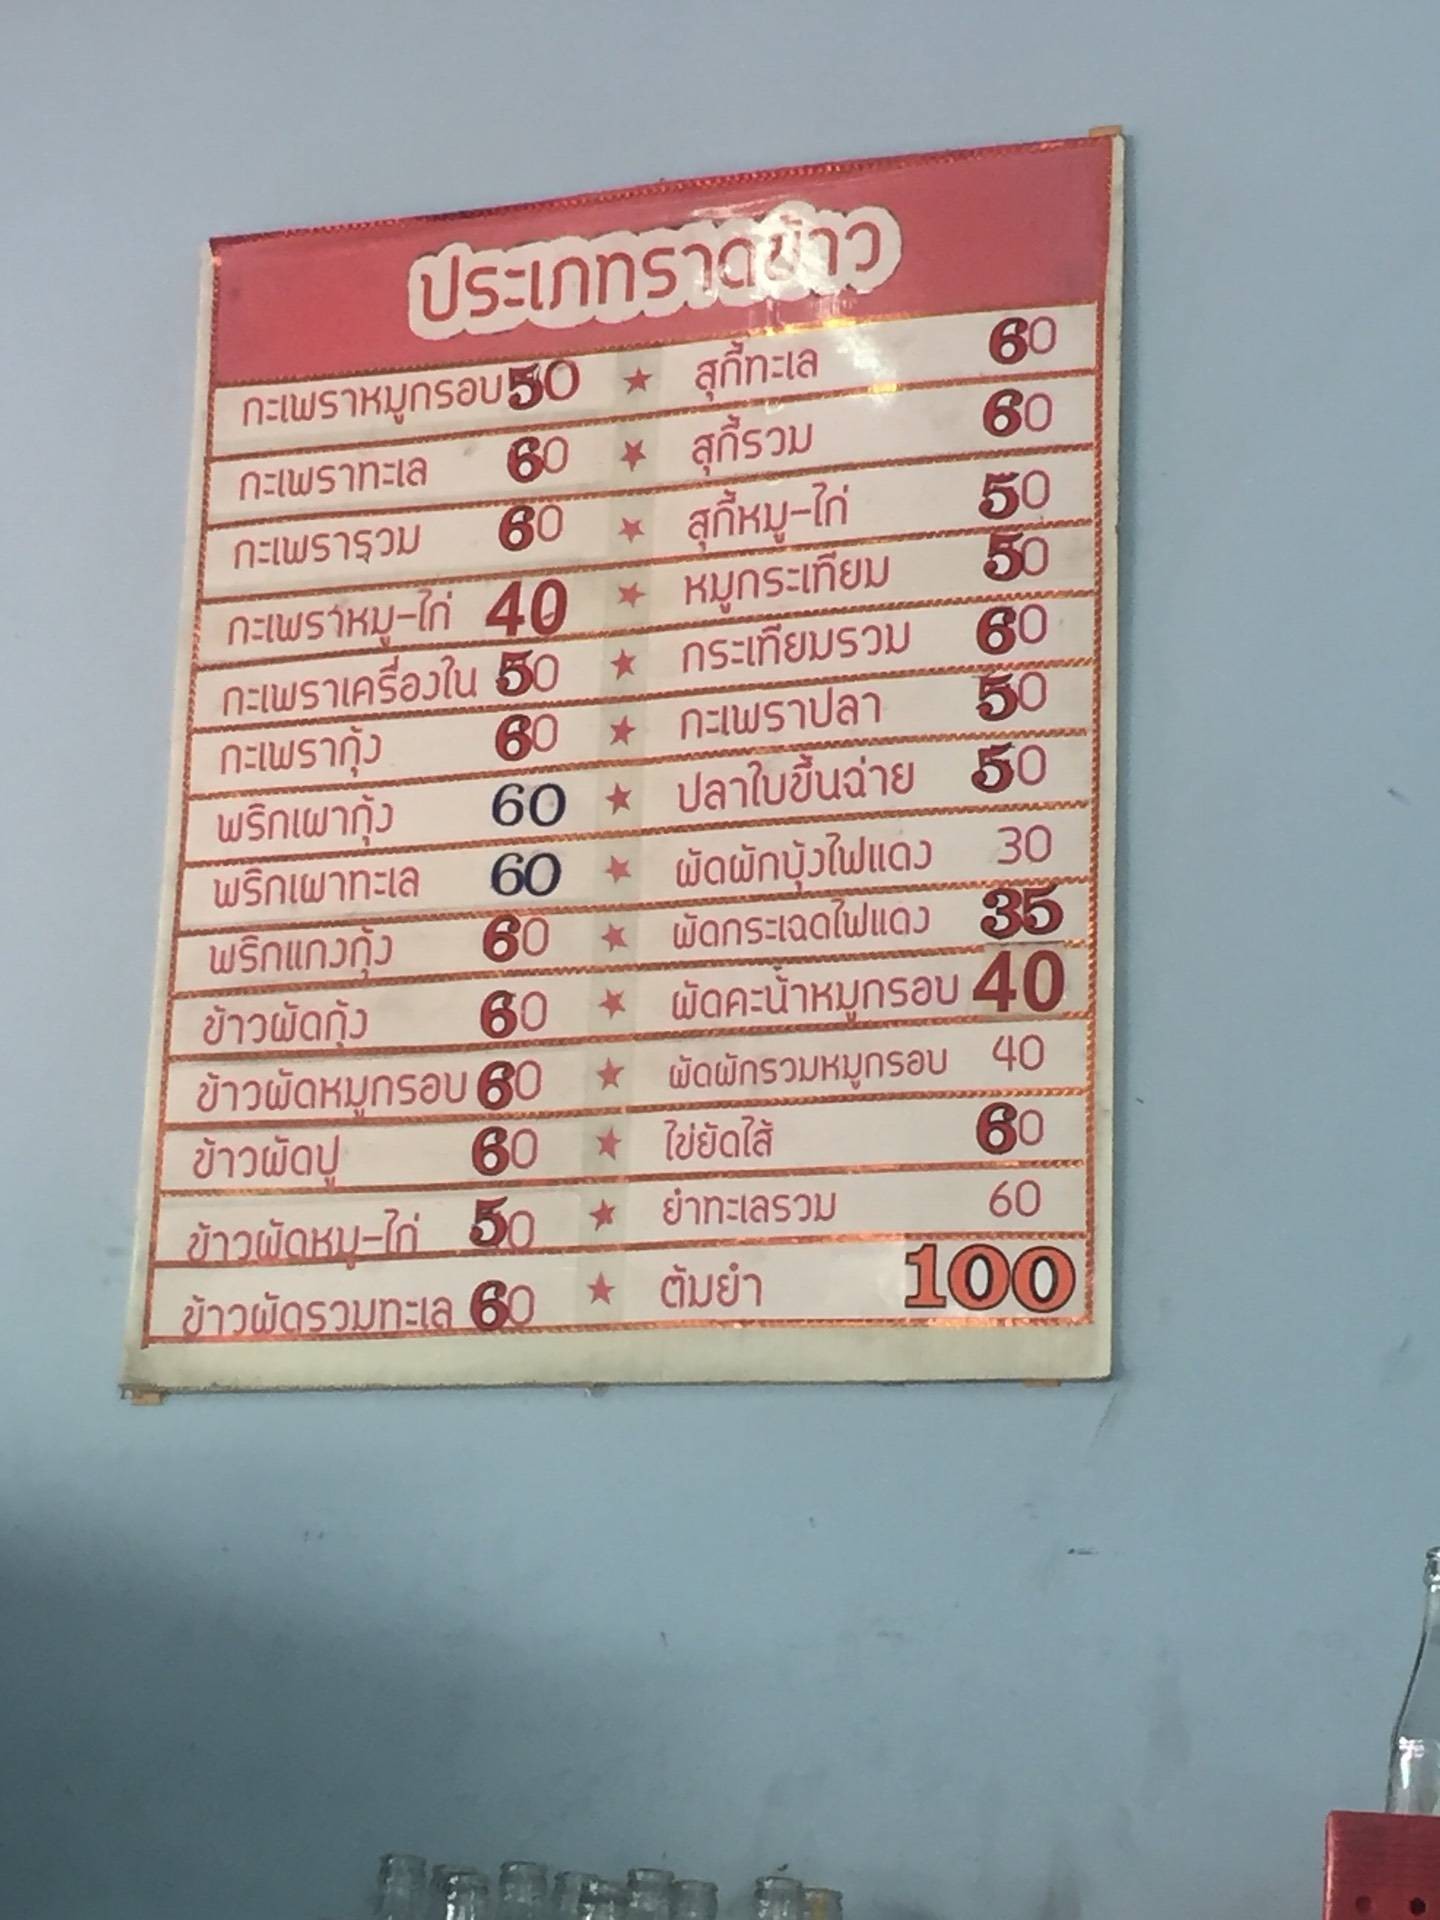 ประเภทราดข้าว
กะเพราหมูกรอบ 50 ★ สุกี้ทะเล 60
กะเพราทะเล 60 ★ สุกี้รวม 60
กะเพรารวม 60 ★ สุกี้หมู-ไก่ 50
กะเพราหมู-ไก่ 40 ★ หมูกระเทียม 50
กะเพราเครื่องใน 50 ★ กระเทียมรวม 60
กะเพรากุ้ง 60 ★ กะเพราปลา 50
พริกเผากุ้ง 60 ★ ปลาใบขึ้นฉ่าย 50
พริกเผาทะเล 60 ★ ผัดผักบุ้งไฟแดง 30
พริกแกงกุ้ง 60 ★ ผัดกระเฉดไฟแดง 35
ข้าวผัดกุ้ง 60 ★ ผัดคะน้าหมูกรอบ 40
ข้าวผัดหมูกรอบ 60 ★ ผัดผักรวมหมูกรอบ 40
ข้าวผัดปู 60 ★ ไข่ยัดไส้ 60
ข้าวผัดหมู-ไก่ 50 ★ ยำทะเลรวม 60
ข้าวผัดรวมทะเล 60 ★ ต้มยำ 100